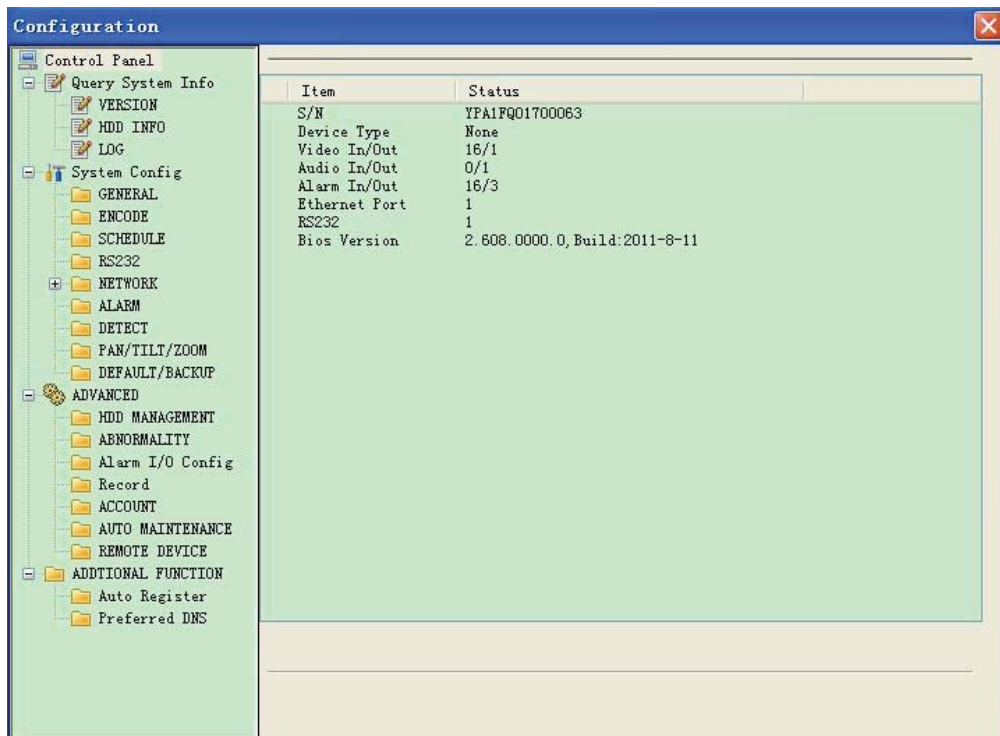 Configuration
Control Panel
Query System Info
VERSION
HDD INFO
LOG
System Config
GENERAL
ENCODE
SCHEDULE
RS232
NETWORK
ALARM
DETECT
PAN/TILT/ZOOM
DEFAULT/BACKUP
ADVANCED
HDD MANAGEMENT
ABNORMALITY
Alarm I/O Config
Record
ACCOUNT
AUTO MAINTENANCE
REMOTE DEVICE
ADDTIONAL FUNCTION
Auto Register
Preferred DNS
Item Status
S/N YPA1FQ01700063
Device Type None
Video In/Out 16/1
Audio In/Out 0/1
Alarm In/Out 16/3
Ethernet Port 1
RS232 1
Bios Version 2.608.0000.0,Build:2011-8-11